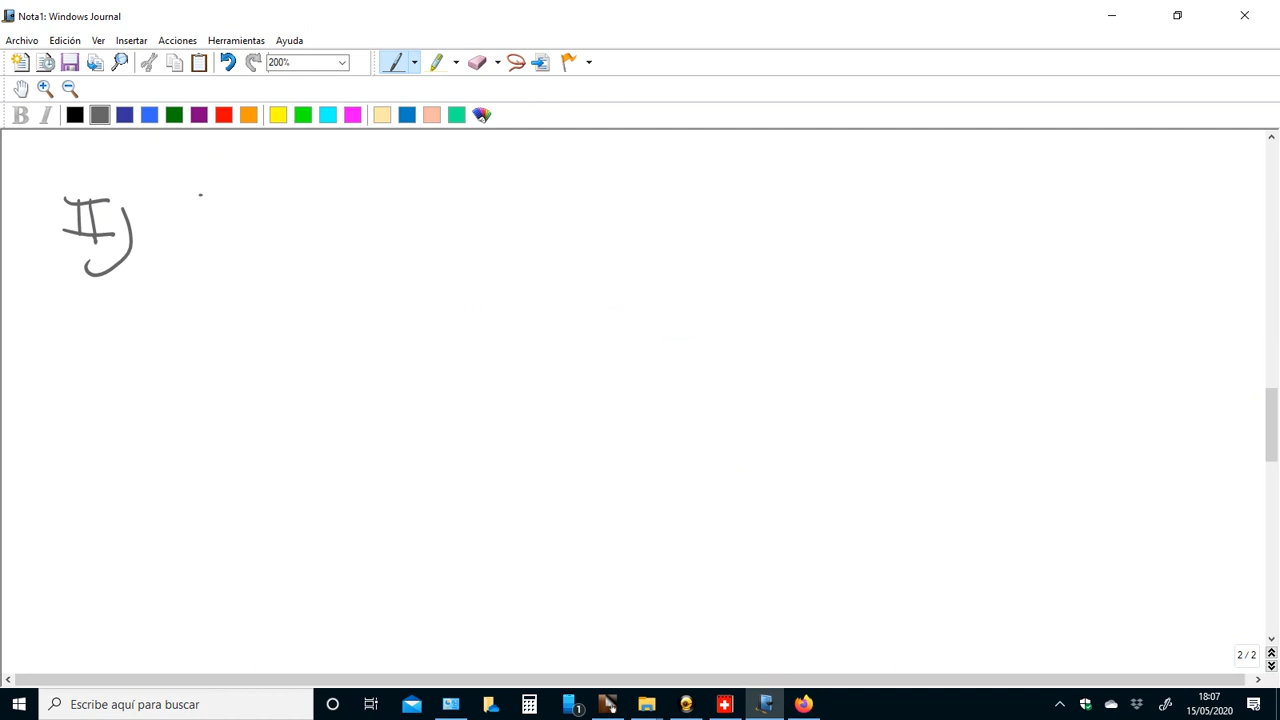 Nota1: Windows Journal
Archivo Edición Ver Insertar Acciones Herramientas Ayuda
200%
B I
II)
2 / 2
Escribe aquí para buscar
1
18:07
15/05/2020